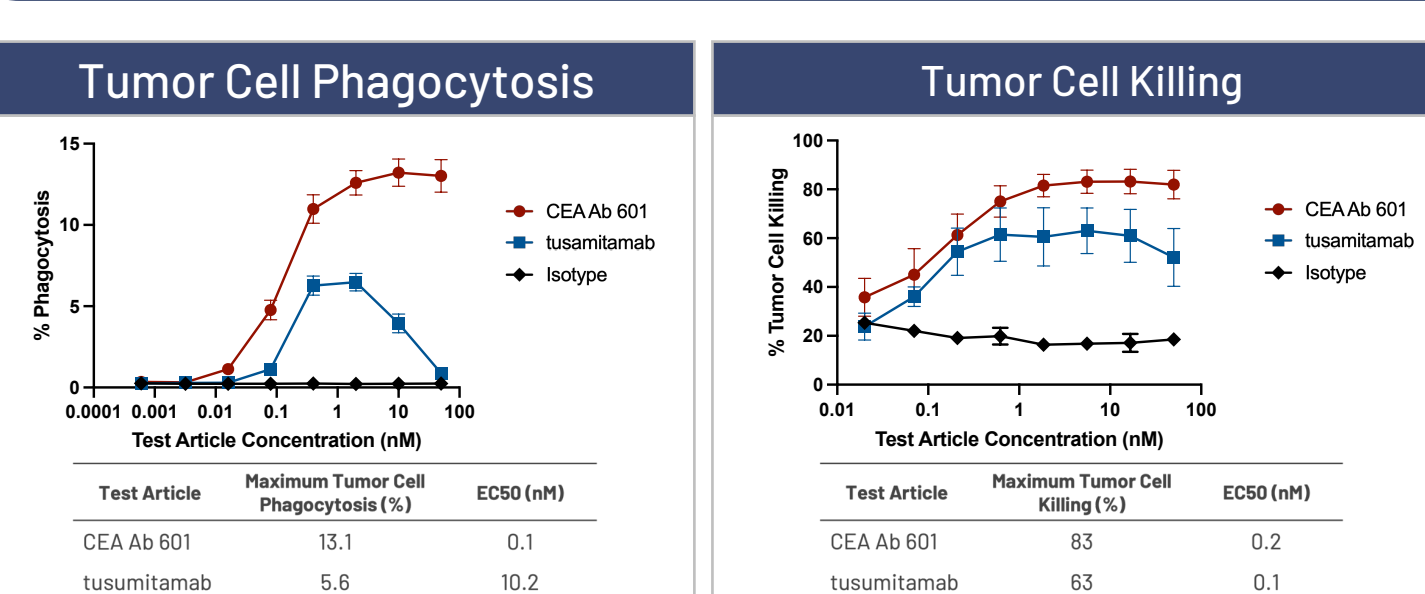 Tumor Cell Phagocytosis
15
10
5
0
% Phagocytosis
0.0001 0.001 0.01 0.1 1 10 100
Test Article Concentration (nM)
CEA Ab 601
tusamitamab
Isotype
Test Article Maximum Tumor Cell Phagocytosis (%) EC50 (nM)
CEA Ab 601 13.1 0.1
tusumitamab 5.6 10.2
Tumor Cell Killing
100
80
60
40
20
0
% Tumor Cell Killing
0.01 0.1 1 10 100
Test Article Concentration (nM)
CEA Ab 601
tusamitamab
Isotype
Test Article Maximum Tumor Cell Killing (%) EC50 (nM)
CEA Ab 601 83 0.2
tusumitamab 63 0.1